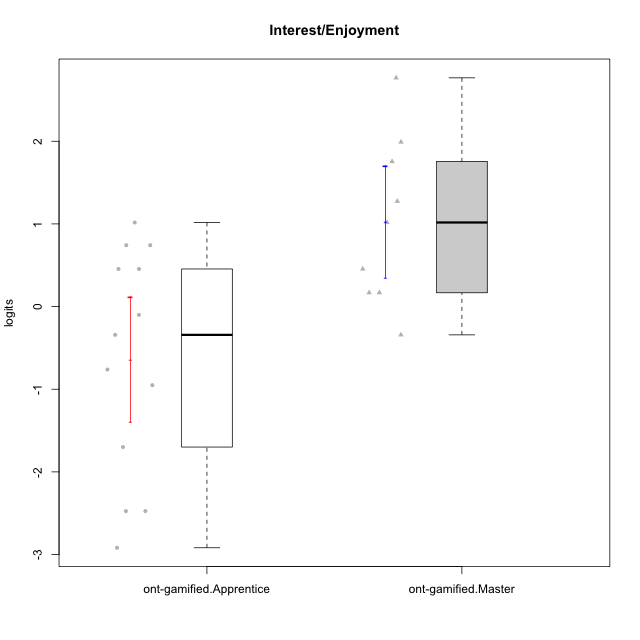 Interest/Enjoyment
logits
2
1
0
-1
-2
-3
ont-gamified.Apprentice
ont-gamified.Master